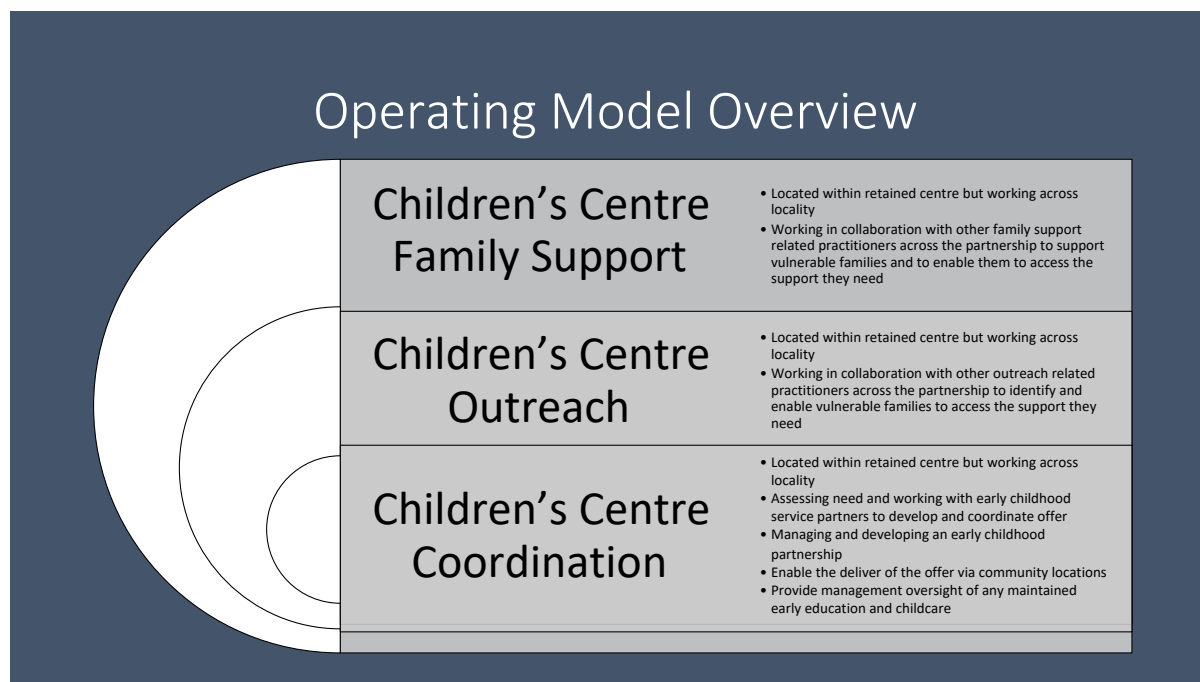 Operating Model Overview
Children’s Centre
Family Support
• Located within retained centre but working across
locality
• Working in collaboration with other family support
related practitioners across the partnership to support
vulnerable families and to enable them to access the
support they need
Children’s Centre
Outreach
• Located within retained centre but working across
locality
• Working in collaboration with other outreach related
practitioners across the partnership to identify and
enable vulnerable families to access the support they
need
Children’s Centre
Coordination
• Located within retained centre but working across
locality
• Assessing need and working with early childhood
service partners to develop and coordinate offer
• Managing and developing an early childhood
partnership
• Enable the deliver of the offer via community locations
• Provide management oversight of any maintained
early education and childcare